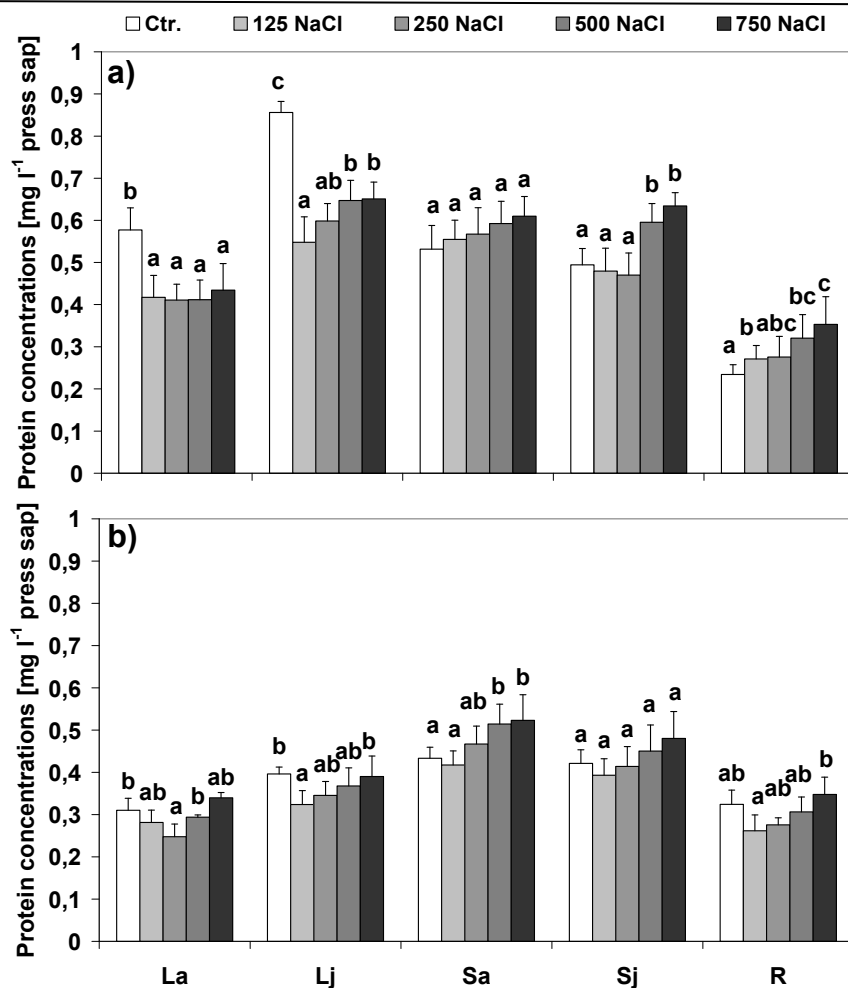 Ctr. 125 NaCl 250 NaCl 500 NaCl 750 NaCl
a)
Protein concentrations [mg l-1 press sap]
1
0,9
0,8
0,7
0,6
0,5
0,4
0,3
0,2
0,1
0
b a a a a
c a ab b b
a a a a a
a a a b b
a b abc bc c
b)
Protein concentrations [mg l-1 press sap]
1
0,9
0,8
0,7
0,6
0,5
0,4
0,3
0,2
0,1
0
b ab a b ab
b a ab ab b
a a ab b b
a a a a a
ab a ab ab b
La Lj Sa Sj R